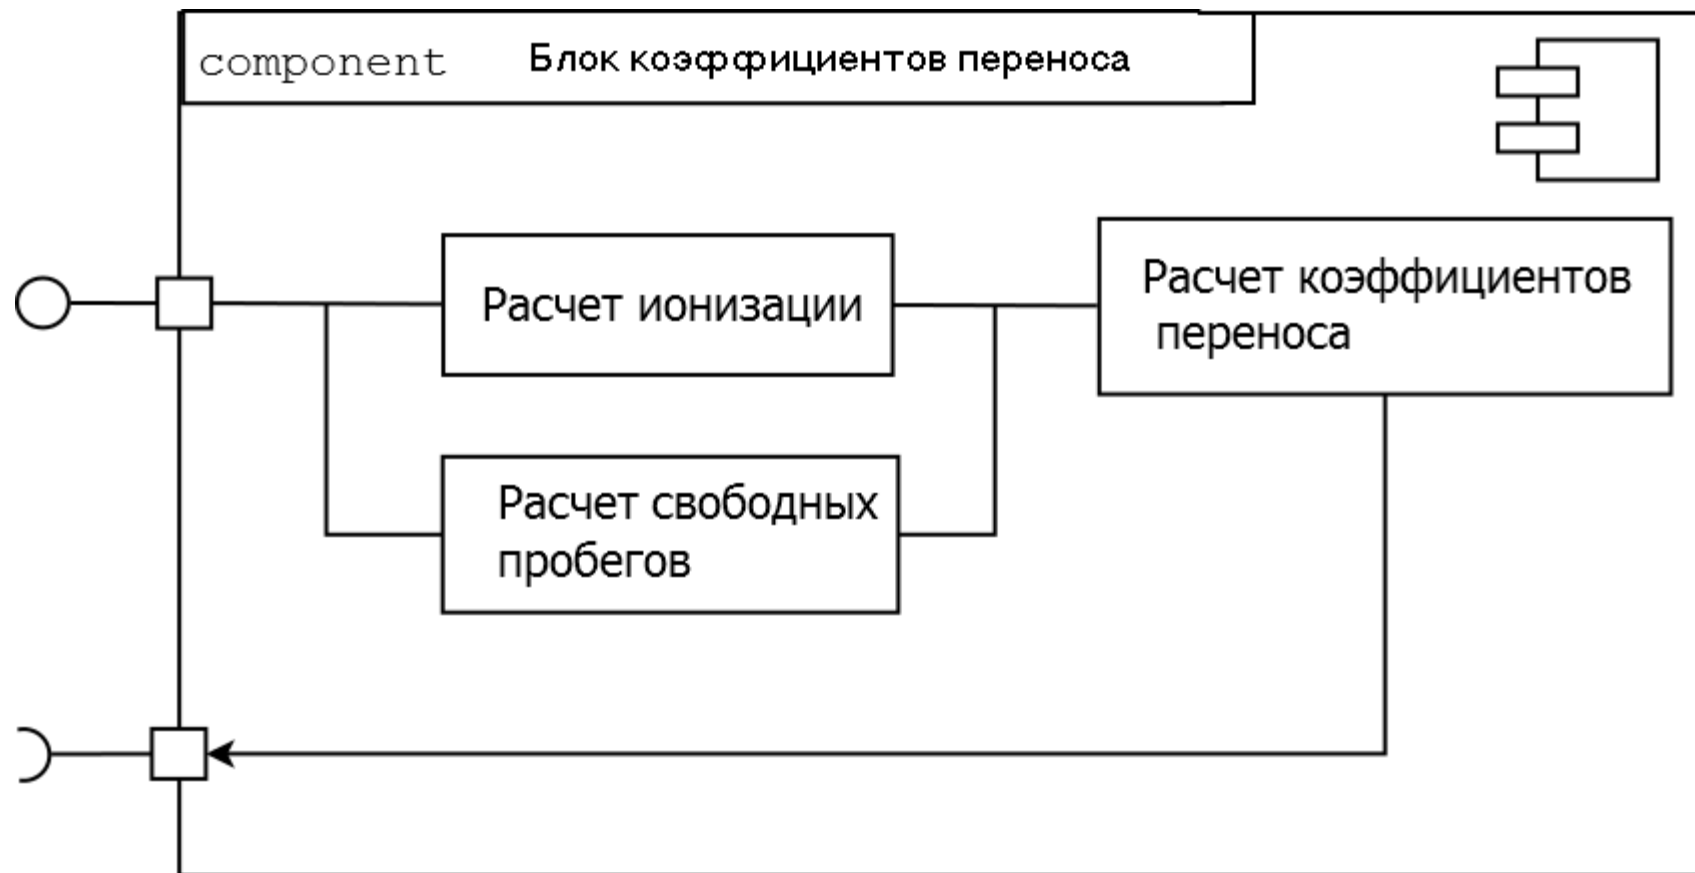 component Блок коэффициентов переноса
Расчет ионизации
Расчет коэффициентов
переноса
Расчет свободных
пробегов